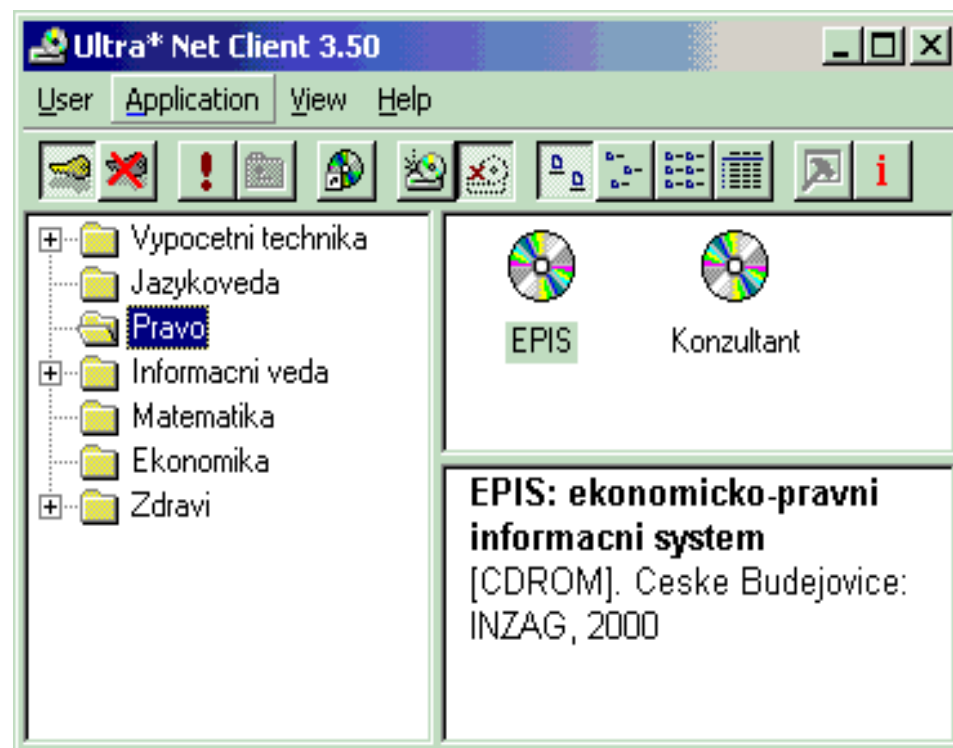 Ultra* Net Client 3.50
User Application View Help
Vypocetni technika
Jazykoveda
Pravo
Informacni veda
Matematika
Ekonomika
Zdravi
EPIS Konzultant
EPIS: ekonomicko-pravni
informacni system
[CDROM]. Ceske Budejovice:
INZAG, 2000